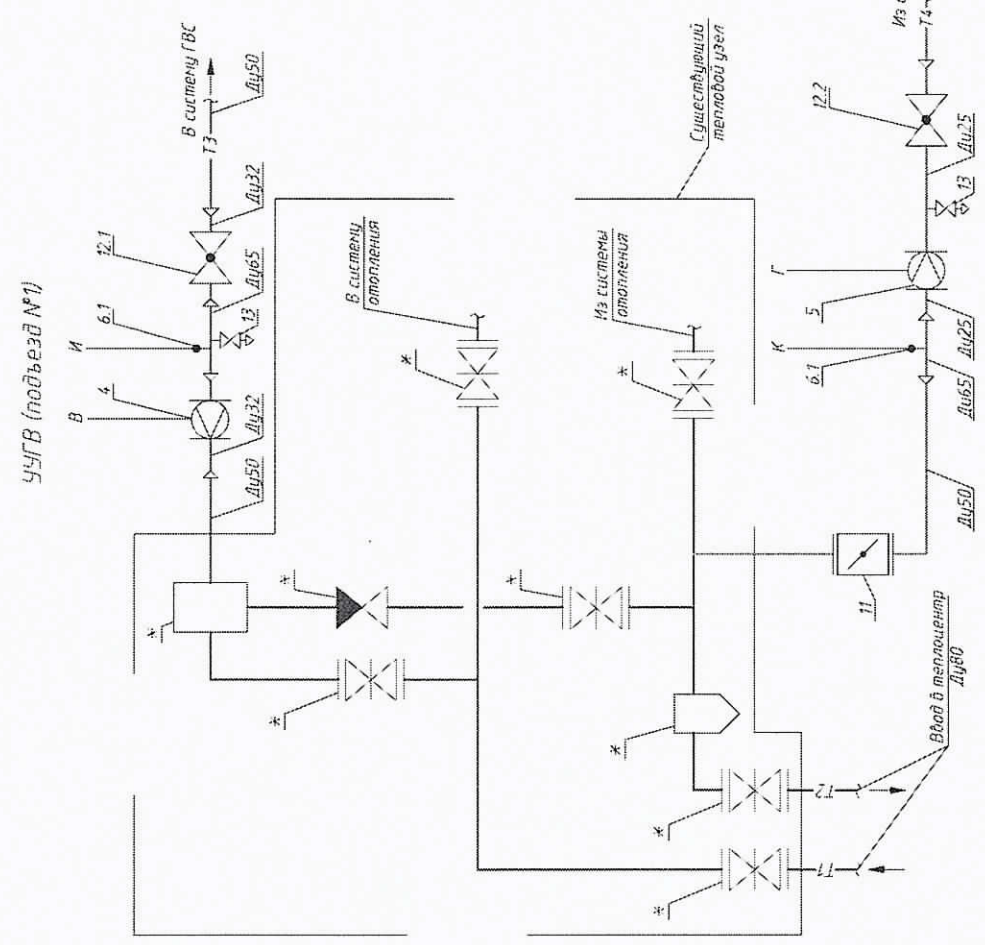 УУГВ (подъезд №1)
В
4
И
6.1
12.1
В систему ГВС
Т3
Ду50
Ду32
Ду65
13
Ду32
Ду50
*
*
*
*
В систему
отопления
*
Из системы
отопления
*
Существующий
тепловой узел
*
*
*
Т1
Т2
Ввод в теплоцентр
Ду80
11
Ду50
К
6.1
Ду65
Г
5
Ду25
13
Ду25
12.2
Т4
Из